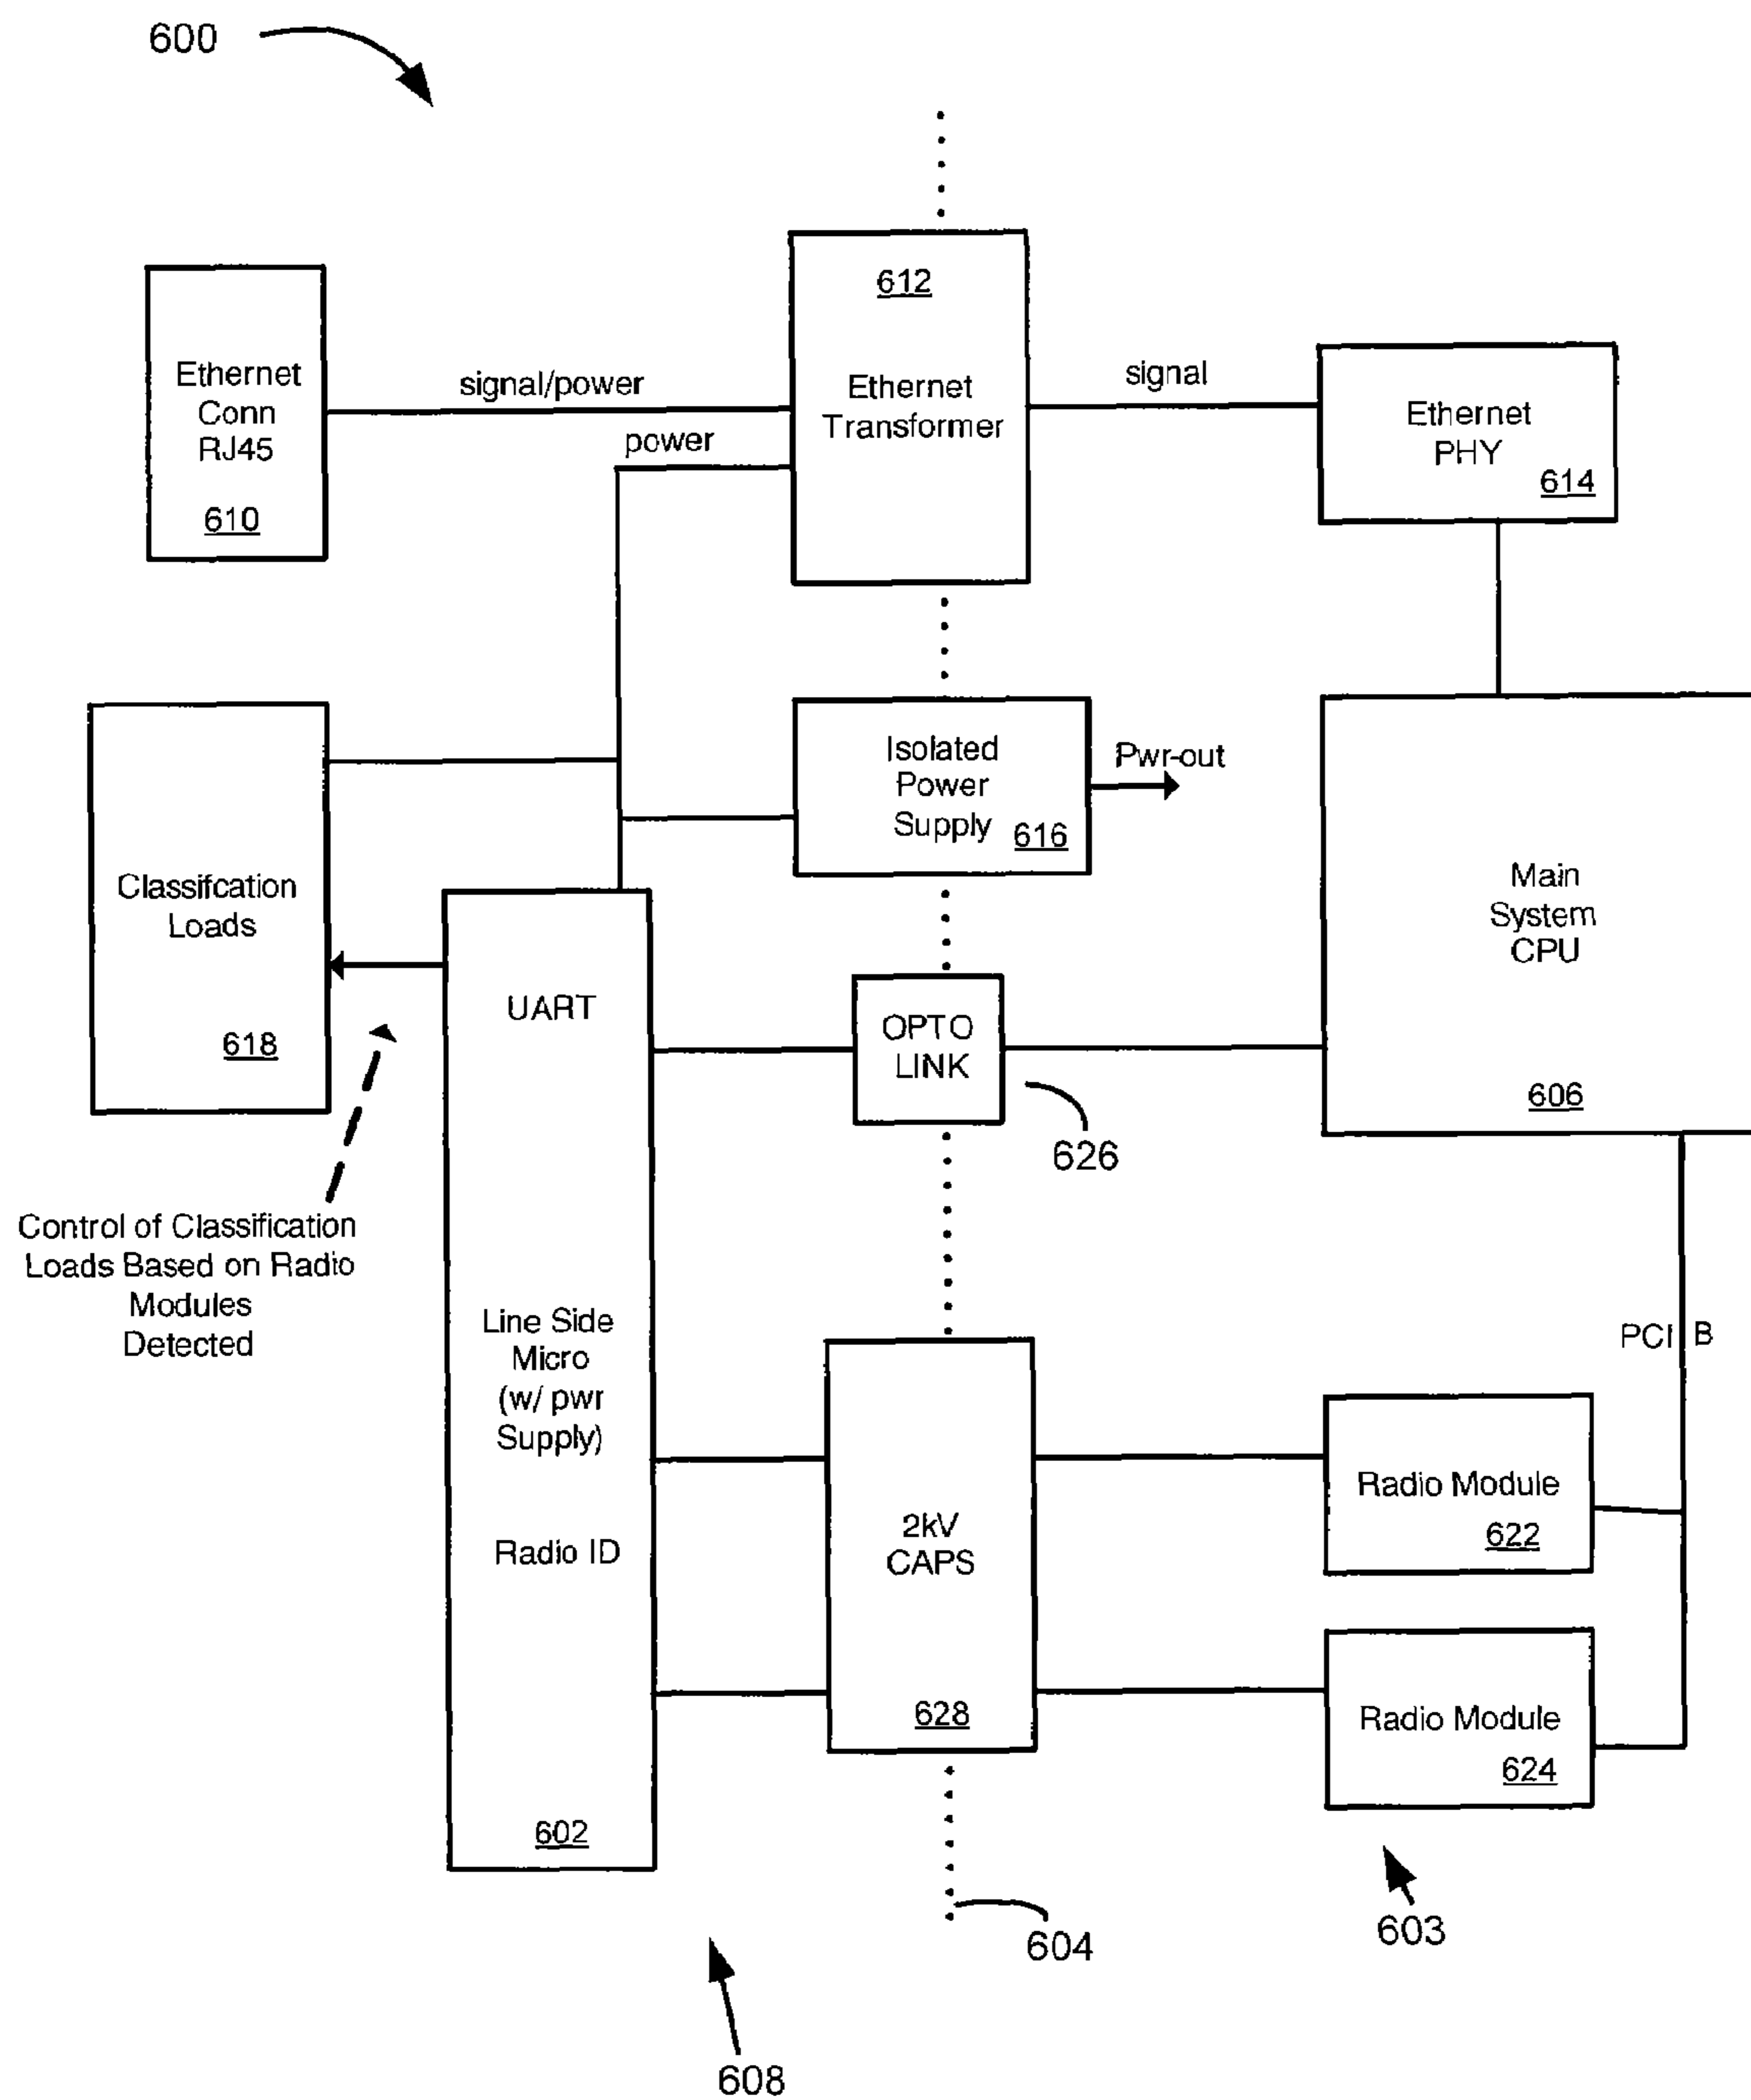 600
612
Ethernet
Transformer
Ethernet
Conn
RJ45
610
signal/power
power
signal
Ethernet
PHY
614
Isolated
Power
Supply
616
Pwr-out
Classifcation
Loads
618
Main
System
CPU
606
UART
OPTO
LINK
626
Control of Classification
Loads Based on Radio
Modules
Detected
Line Side
Micro
(w/ pwr
Supply)
Radio ID
602
2kV
CAPS
628
PCI B
Radio Module
622
Radio Module
624
604
603
608